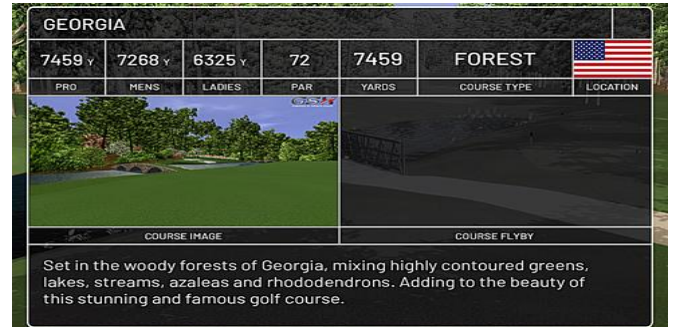 GEORGIA
7459 Y 7268 Y 6325 Y 72 7459 FOREST
PRO MENS LADIES PAR YARDS COURSE TYPE LOCATION
COURSE IMAGE COURSE FLYBY
Set in the woody forests of Georgia, mixing highly contoured greens,
lakes, streams, azaleas and rhododendrons. Adding to the beauty of
this stunning and famous golf course.